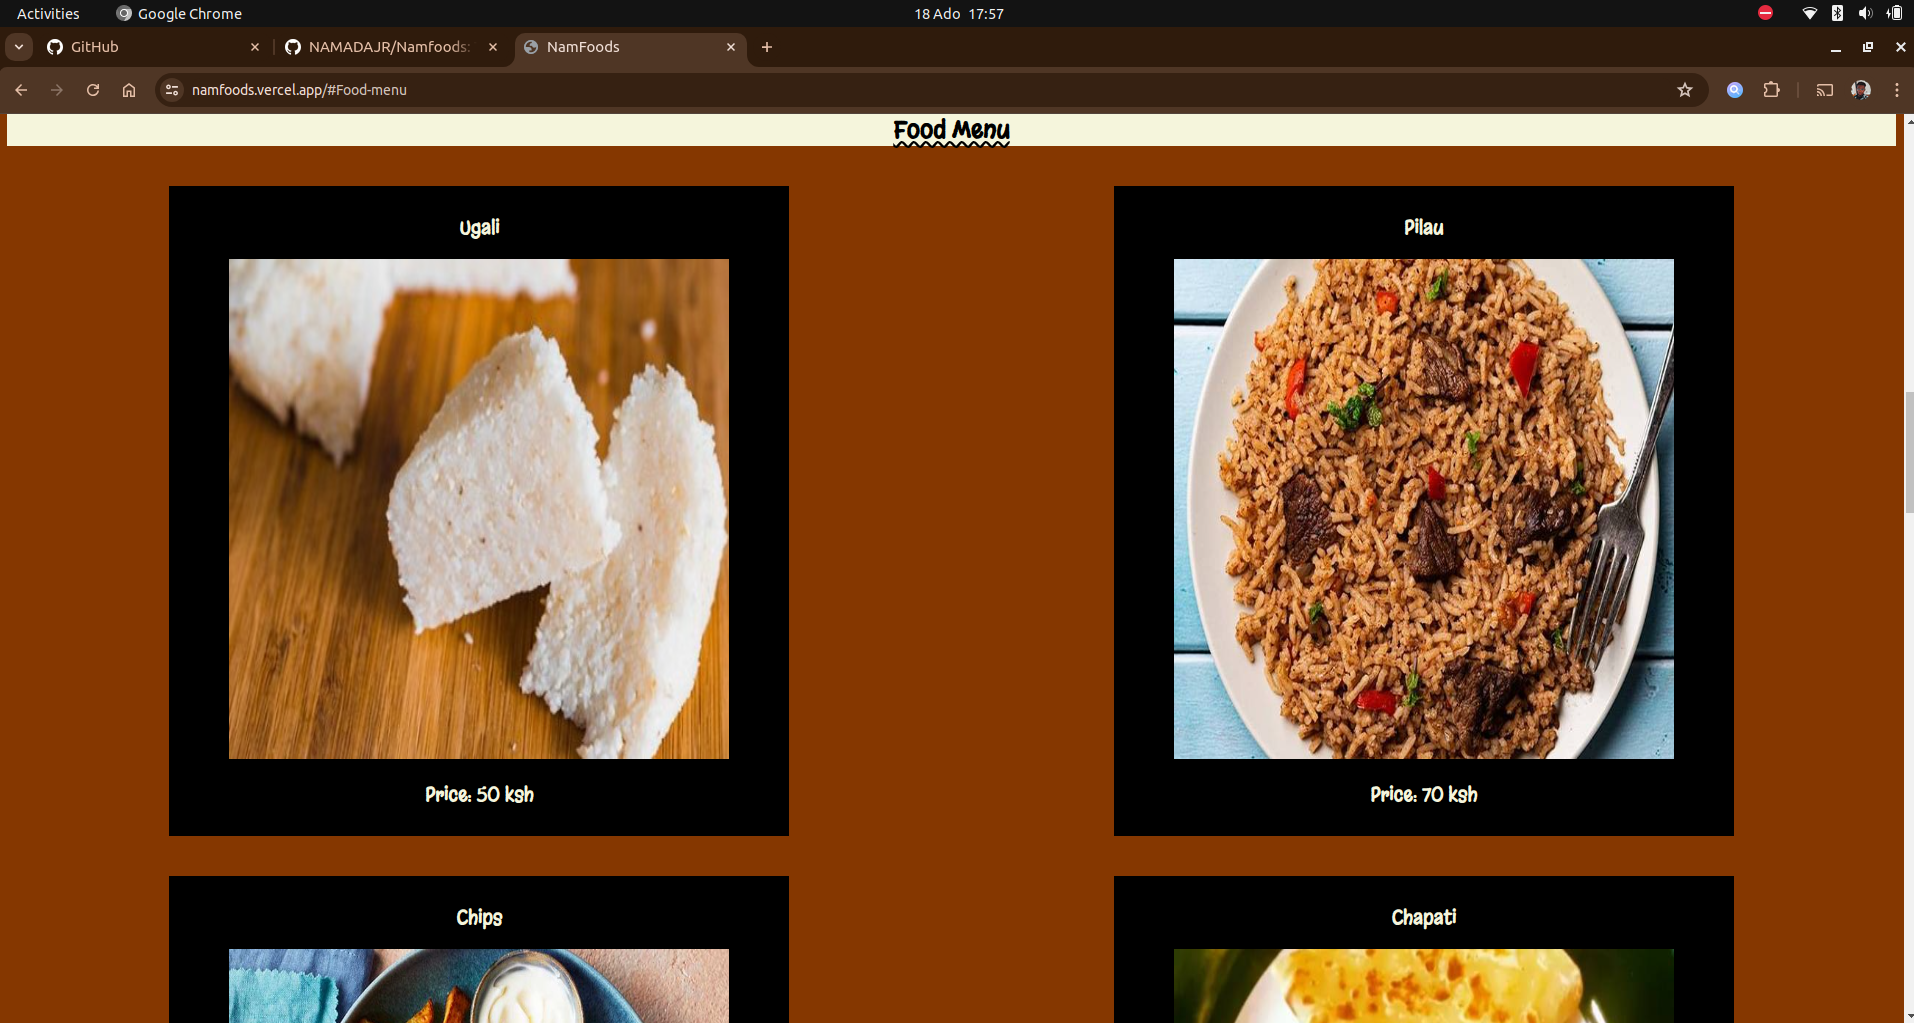 Activities Google Chrome 18 Ado 17:57
GitHub NAMADAJR/Namfoods: NamFoods
namfoods.vercel.app/#Food-menu
Food Menu
Ugali
Pilau
Price: 50 ksh
Price: 70 ksh
Chips
Chapati